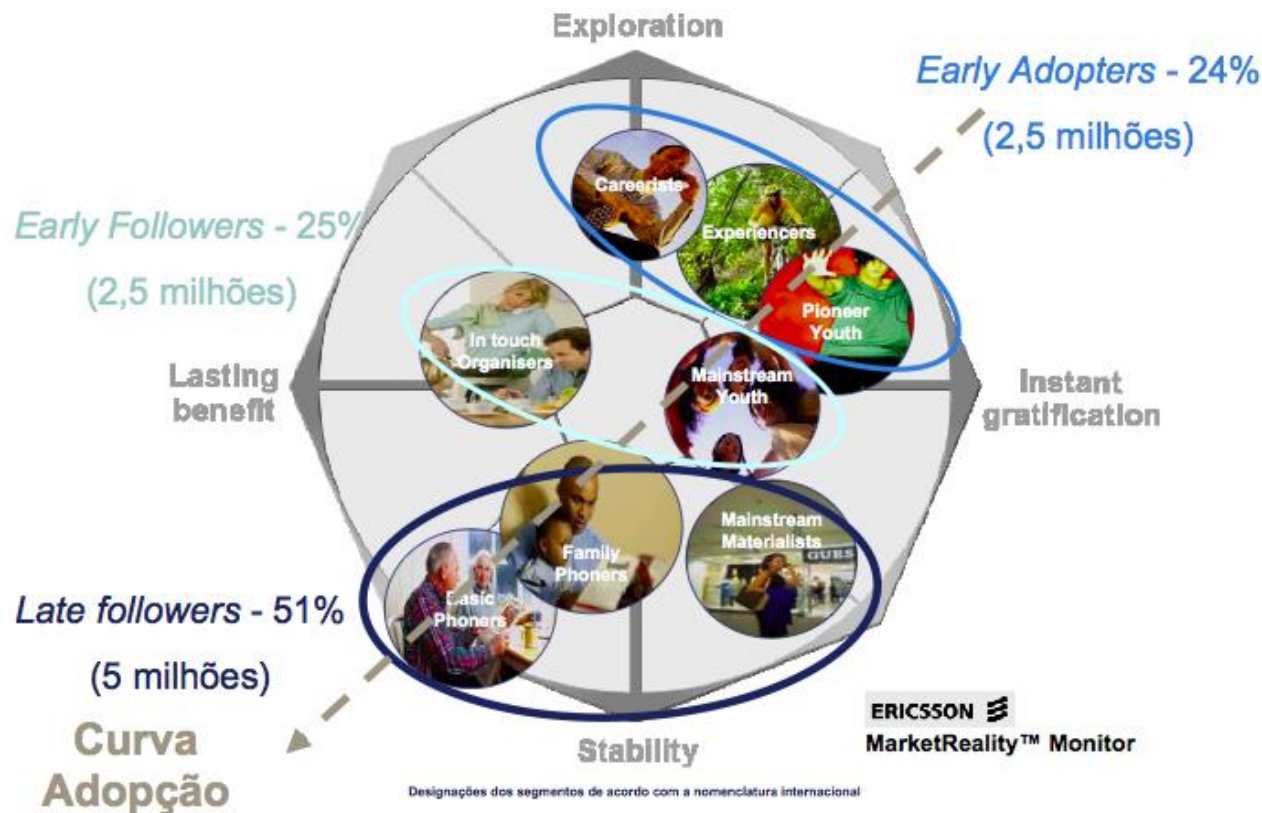 Exploration
Early Adopters - 24%
(2,5 milhões)
Careerists
Experiencers
Early Followers - 25%
(2,5 milhões)
Pioneer
Youth
In touch
Organisers
Mainstream
Youth
Lasting
benefit
Instant
gratification
Mainstream
Materialists
GUES
Family
Phoners
Basic
Phoners
Late followers - 51%
(5 milhões)
Curva
Adopção
Stability
ERICSSON
MarketReality™ Monitor
Designações dos segmentos de acordo com a nomenclatura internacional